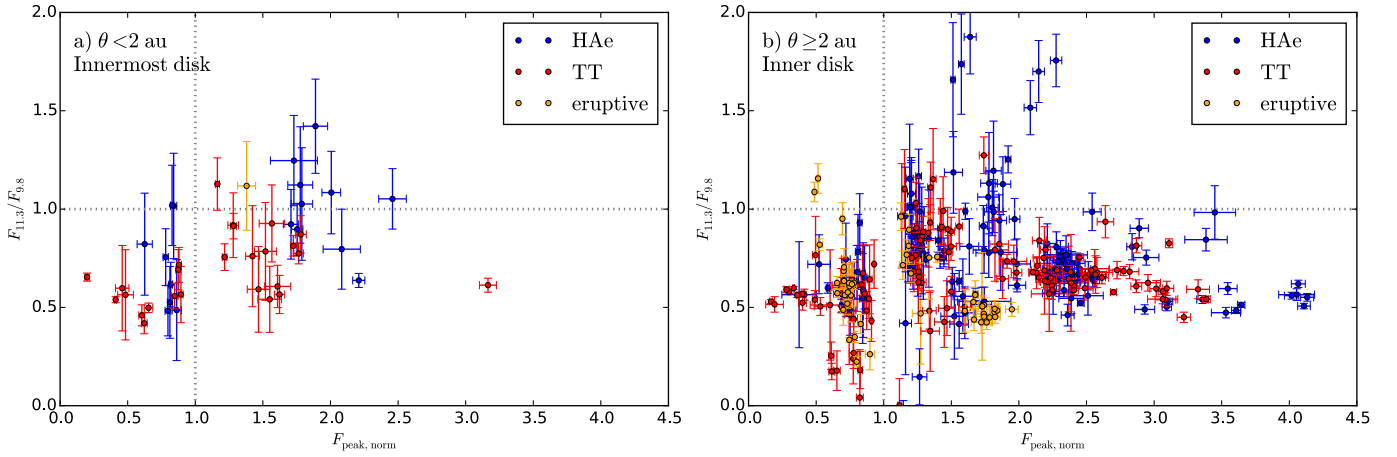 a) θ<2 au
Innermost disk
HAe
TT
eruptive
2.0
1.5
1.0
0.5
0.0
F11.3/F9.8
0.0 0.5 1.0 1.5 2.0 2.5 3.0 3.5 4.0 4.5
Fpeak, norm
b) θ≥2 au
Inner disk
HAe
TT
eruptive
2.0
1.5
1.0
0.5
0.0
F11.3/F9.8
0.0 0.5 1.0 1.5 2.0 2.5 3.0 3.5 4.0 4.5
Fpeak, norm